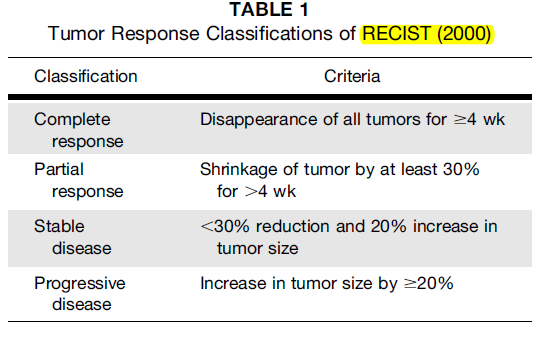 TABLE 1
Tumor Response Classifications of RECIST (2000)
Classification Criteria
Complete response Disappearance of all tumors for ≥4 wk
Partial response Shrinkage of tumor by at least 30% for >4 wk
Stable disease <30% reduction and 20% increase in tumor size
Progressive disease Increase in tumor size by ≥20%